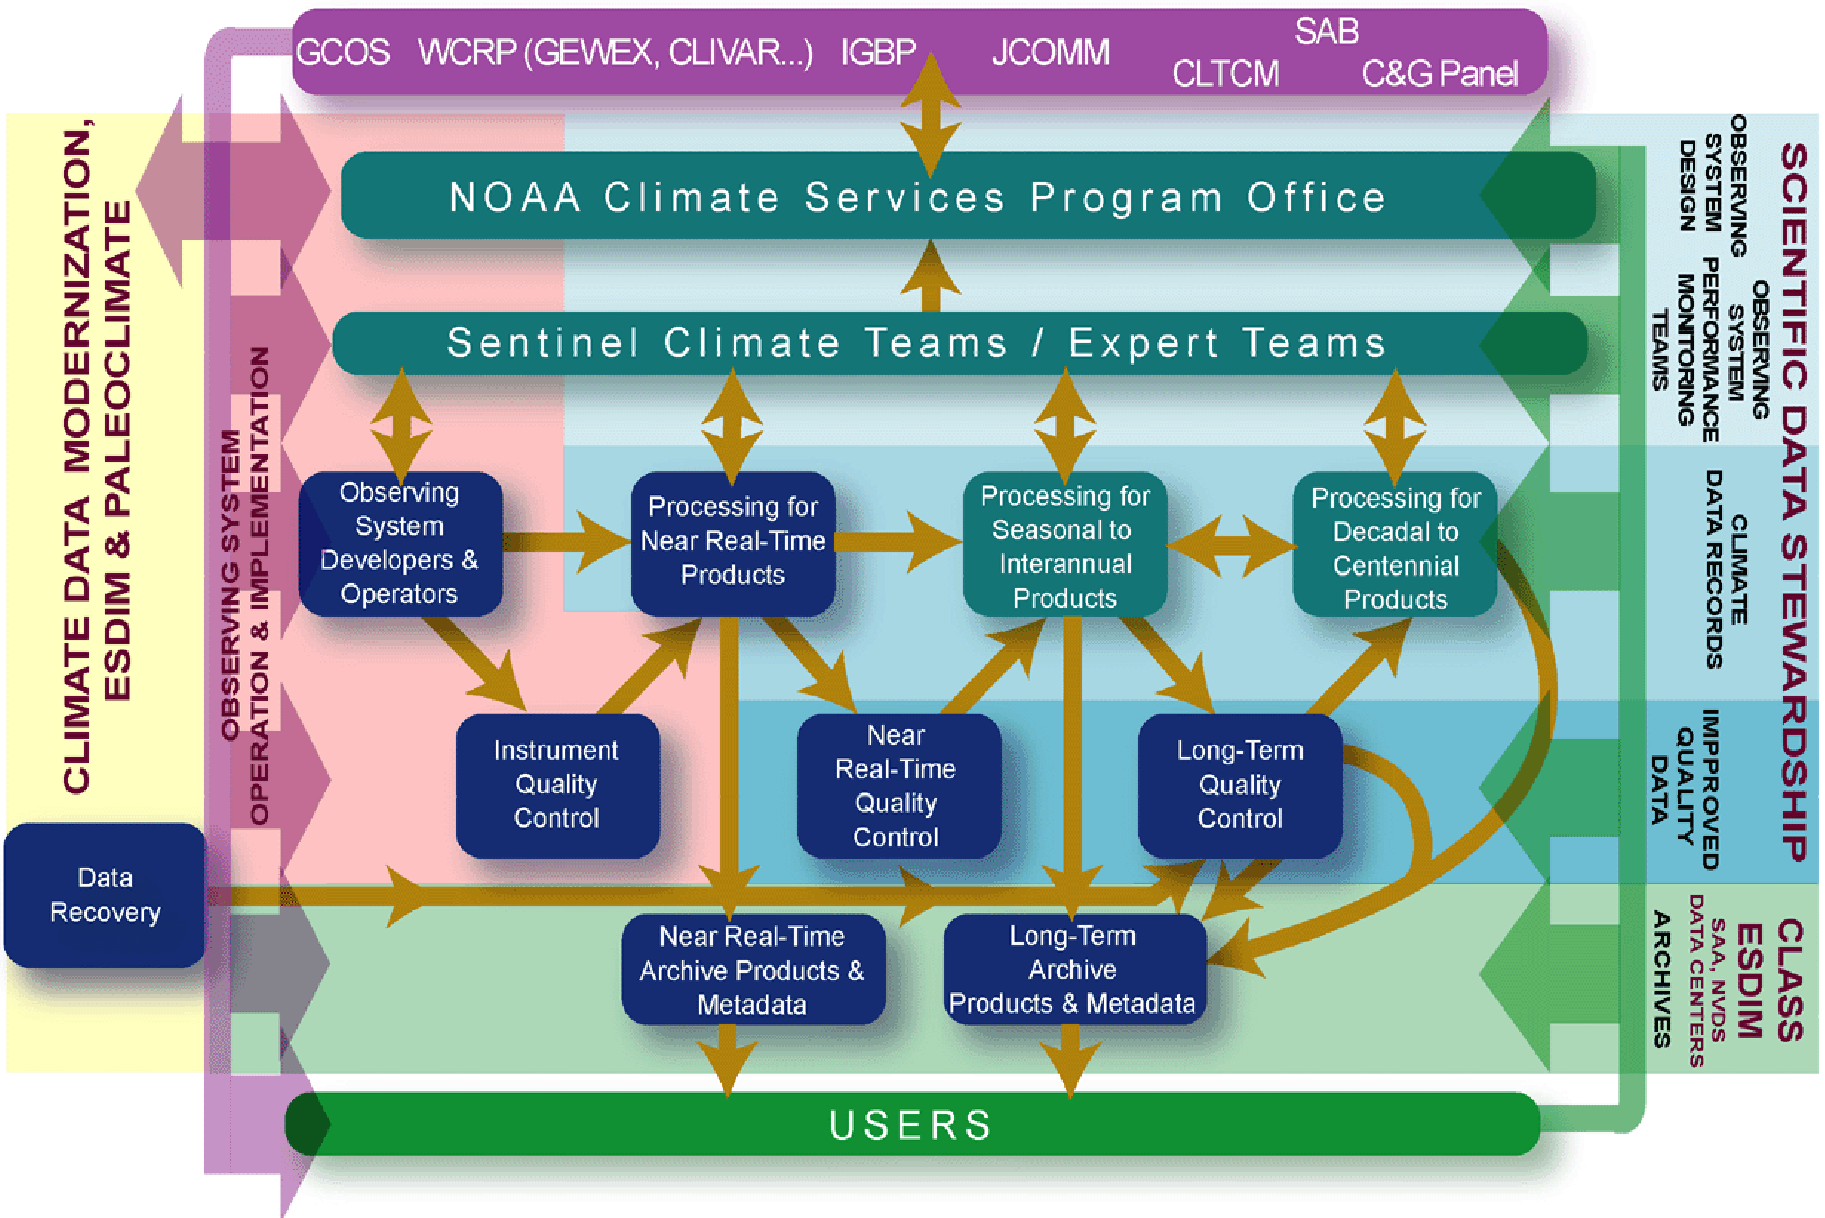 GCOS WCRP (GEWEX, CLIVAR...) IGBP JCOMM SAB
CLTCM C&G Panel
NOAA Climate Services Program Office
Sentinel Climate Teams / Expert Teams
CLIMATE DATA MODERNIZATION,
ESDIM & PALEOCLIMATE
OBSERVING SYSTEM
OPERATION & IMPLEMENTATION
Observing
System
Developers &
Operators
Processing for
Near Real-Time
Products
Processing for
Seasonal to
Interannual
Products
Processing for
Decadal to
Centennial
Products
Instrument
Quality
Control
Near
Real-Time
Quality
Control
Long-Term
Quality
Control
Data
Recovery
Near Real-Time
Archive Products &
Metadata
Long-Term
Archive
Products & Metadata
USERS
SCIENTIFIC DATA STEWARDSHIP
OBSERVING
SYSTEM
DESIGN
OBSERVING
SYSTEM
PERFORMANCE
MONITORING
TEAMS
CLIMATE
DATA RECORDS
IMPPROVED
QUALITY
DATA
CLASS
ESDIM
SAA, NVDS
DATA CENTERS
ARCHIVES